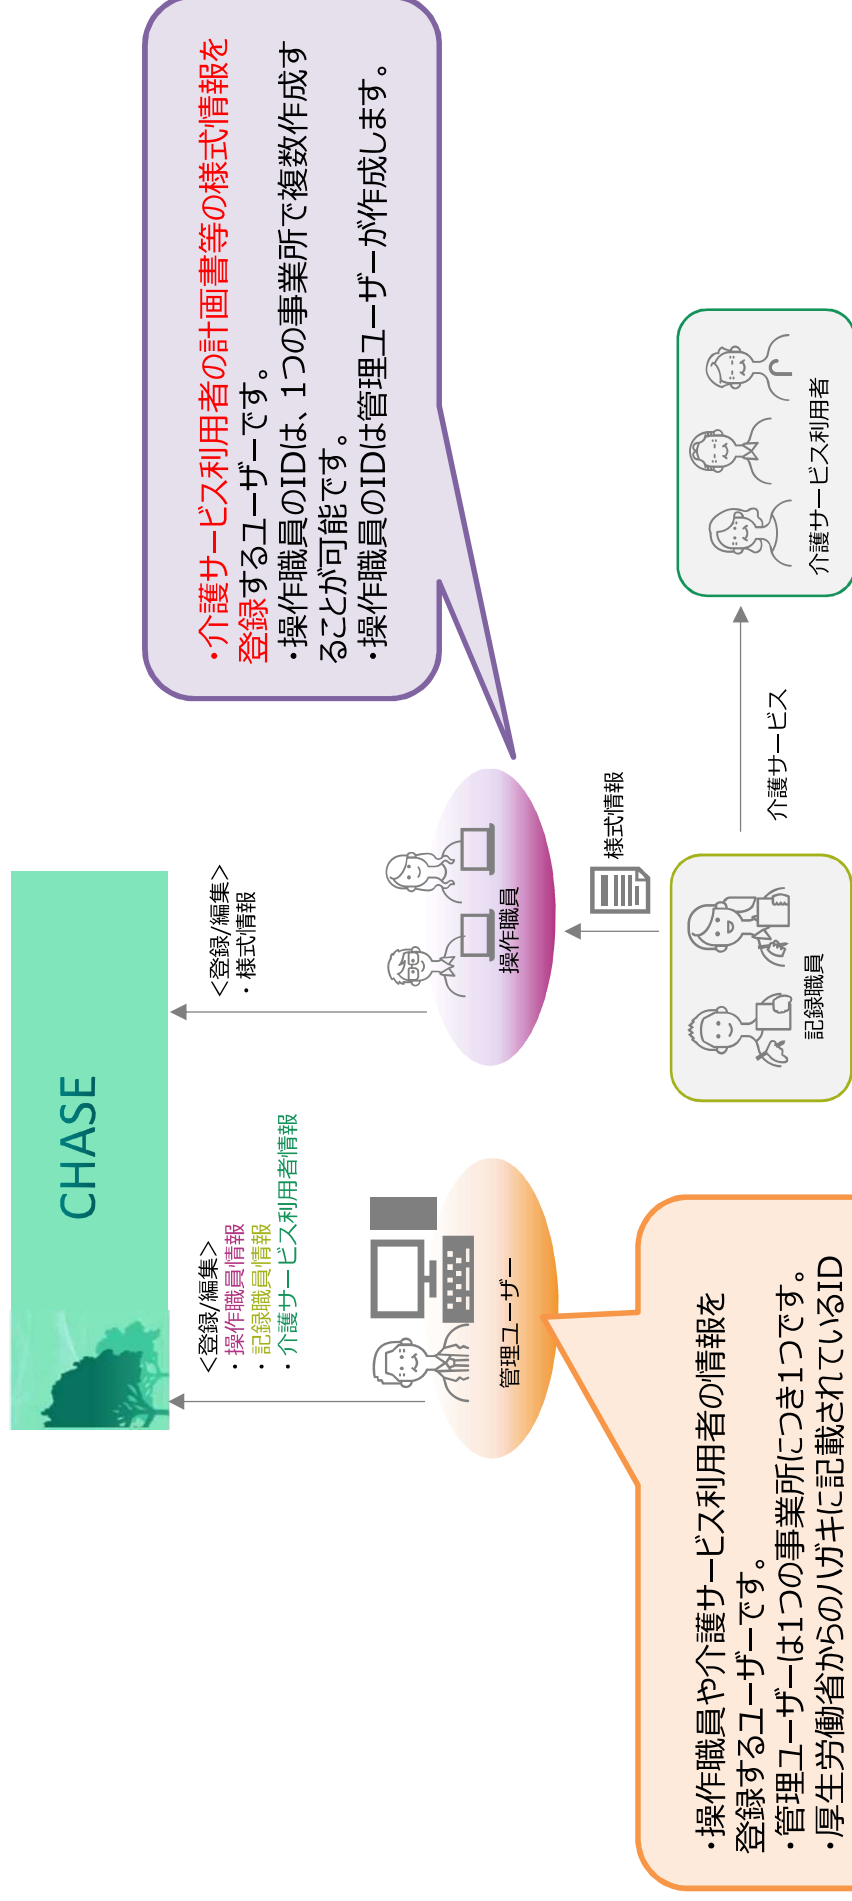 CHASE
＜登録/編集＞
・操作職員情報
・記録職員情報
・介護サービス利用者情報
＜登録/編集＞
・様式情報
・介護サービス利用者の計画書等の様式情報を
登録するユーザーです。
・操作職員のIDは、1つの事業所で複数作成す
ることが可能です。
・操作職員のIDは管理ユーザーが作成します。
管理ユーザー
操作職員
様式情報
・操作職員や介護サービス利用者の情報を
登録するユーザーです。
・管理ユーザーは1つの事業所につき1つです。
・厚生労働省からのハガキに記載されているID
記録職員
介護サービス
介護サービス利用者